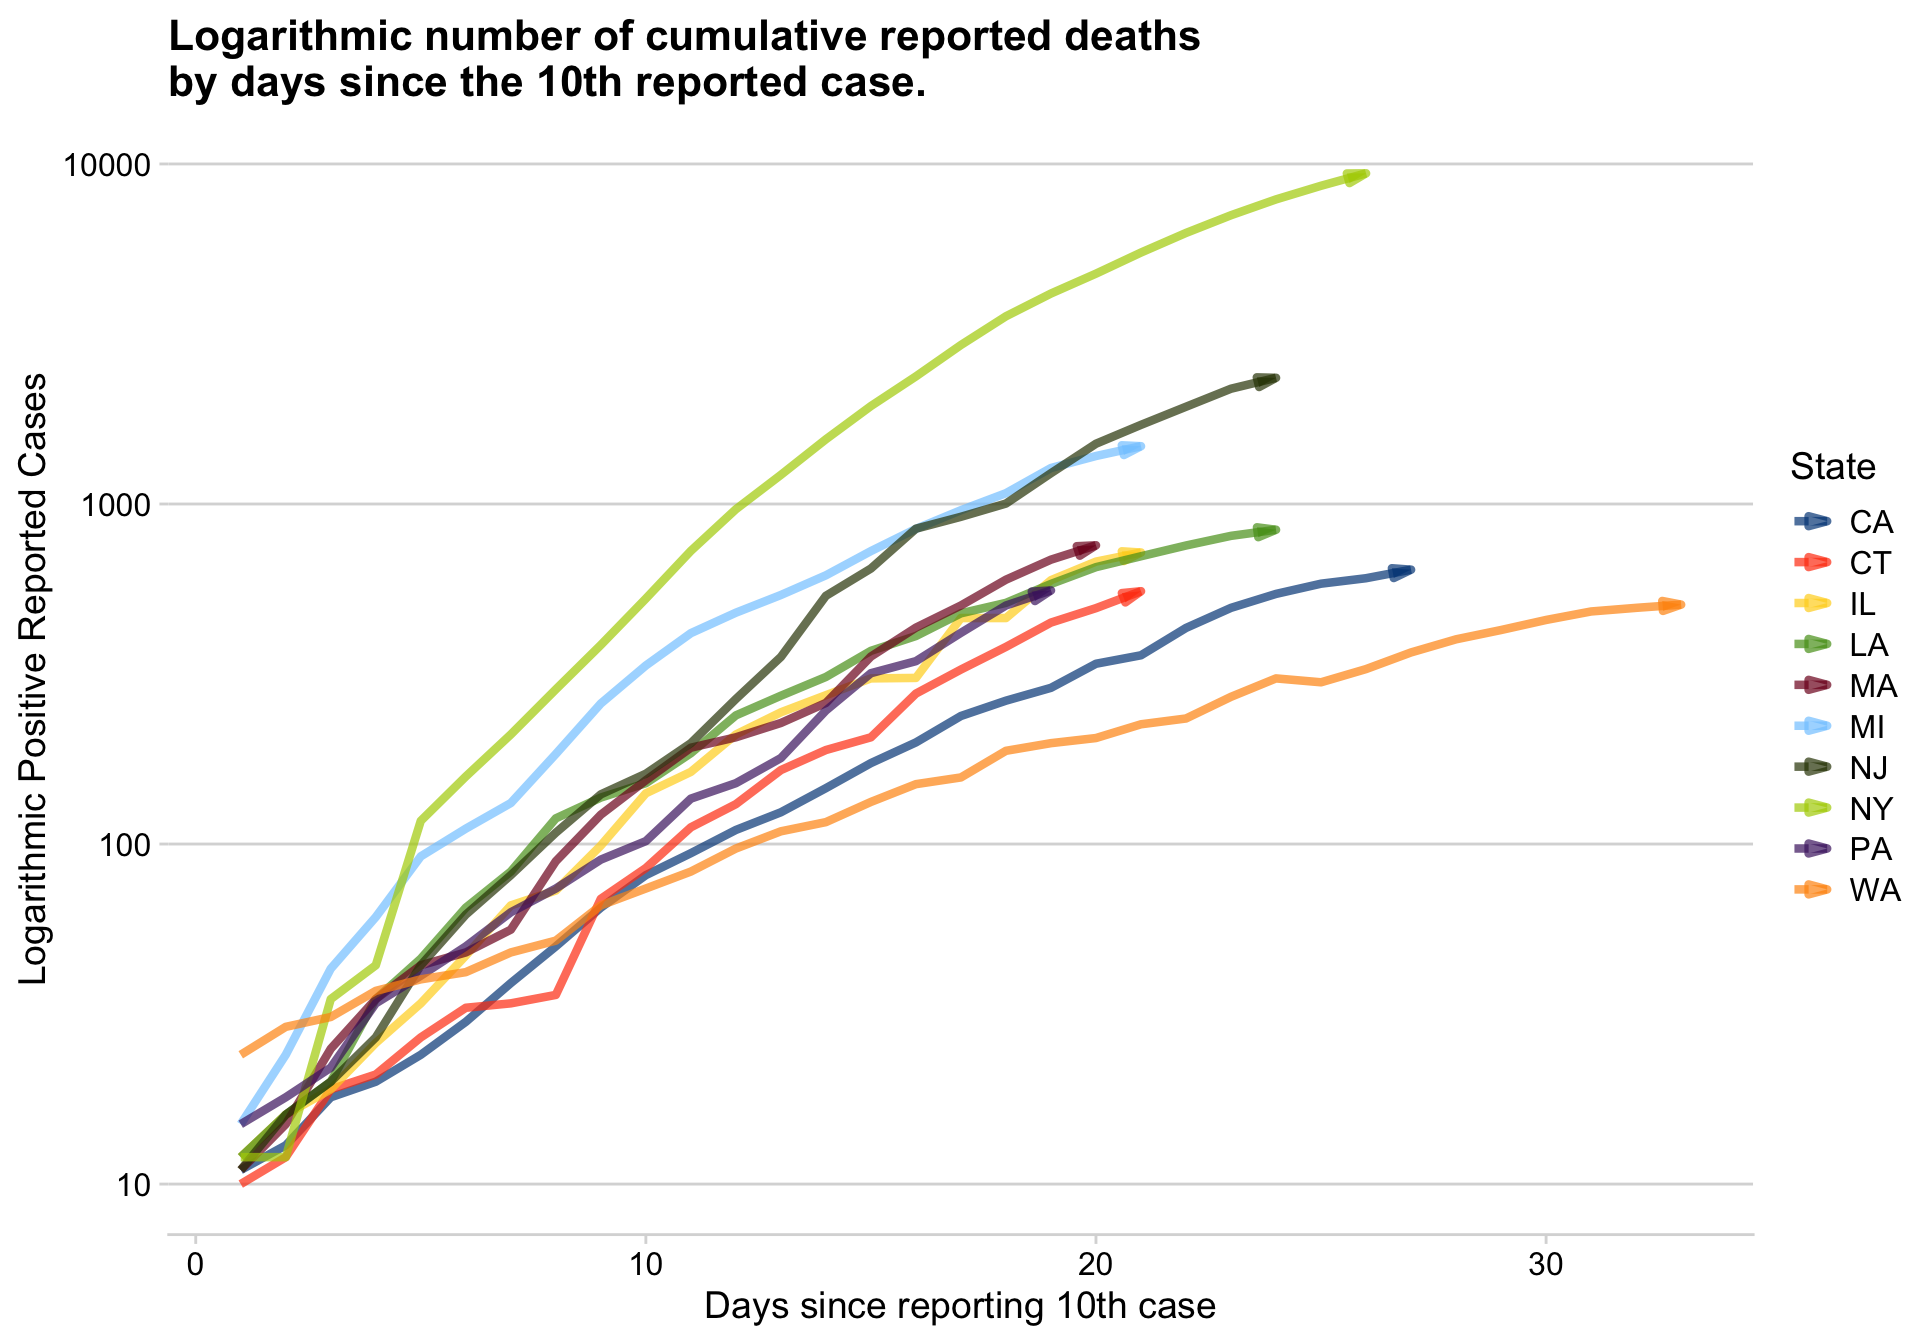 Logarithmic number of cumulative reported deaths
by days since the 10th reported case.
Logarithmic Positive Reported Cases
10000
1000
100
10
0
10
20
30
Days since reporting 10th case
State
CA
CT
IL
LA
MA
MI
NJ
NY
PA
WA